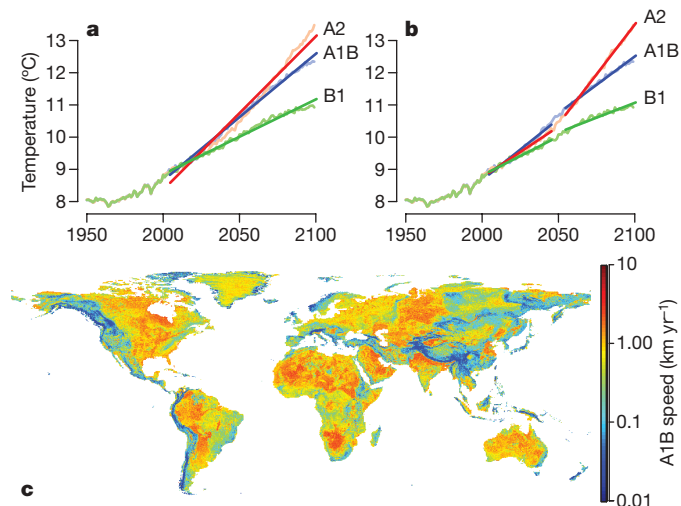 a
b
A2
A1B
B1
A2
A1B
B1
Temperature (°C)
13
12
11
10
9
8
13
12
11
10
9
8
1950 2000 2050 2100
1950 2000 2050 2100
10
1.00
-0.1
0.01
A1B speed (km yr⁻¹)
c